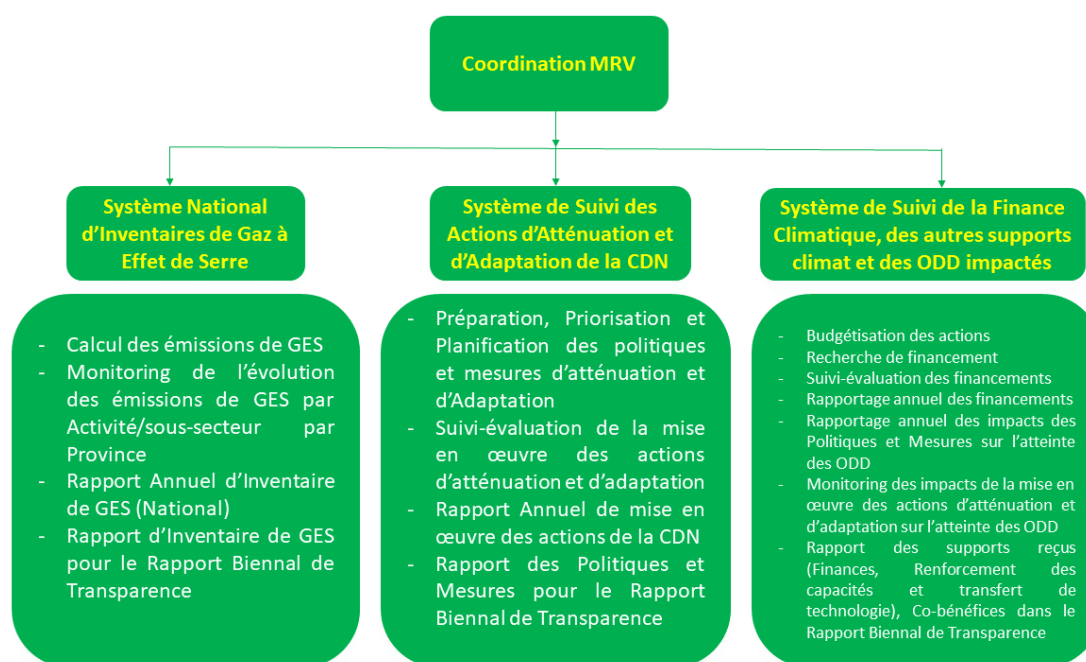 Coordination MRV
Système National
d’Inventaires de Gaz à
Effet de Serre
Système de Suivi des
Actions d’Atténuation et
d’Adaptation de la CDN
Système de Suivi de la Finance
Climatique, des autres supports
climat et des ODD impactés
- Calcul des émissions de GES
- Monitoring de l’évolution
des émissions de GES par
Activité/sous-secteur par
Province
- Rapport Annuel d’Inventaire
de GES (National)
- Rapport d’Inventaire de GES
pour le Rapport Biennal de
Transparence
- Préparation, Priorisation et
Planification des politiques
et mesures d’atténuation et
d’Adaptation
- Suivi-évaluation de la mise
en œuvre des actions
d’atténuation et d’adaptation
- Rapport Annuel de mise en
œuvre des actions de la CDN
- Rapport des Politiques et
Mesures pour le Rapport
Biennal de Transparence
- Budgétisation des actions
- Recherche de financement
- Suivi-évaluation des financements
- Rapportage annuel des financements
- Rapportage annuel des impacts des
Politiques et Mesures sur l’atteinte
des ODD
- Monitoring des impacts de la mise en
œuvre des actions d’atténuation et
d’adaptation sur l’atteinte des ODD
- Rapport des supports reçus
(Finances, Renforcement des
capacités et transfert de
technologie), Co-bénéfices dans le
Rapport Biennal de Transparence